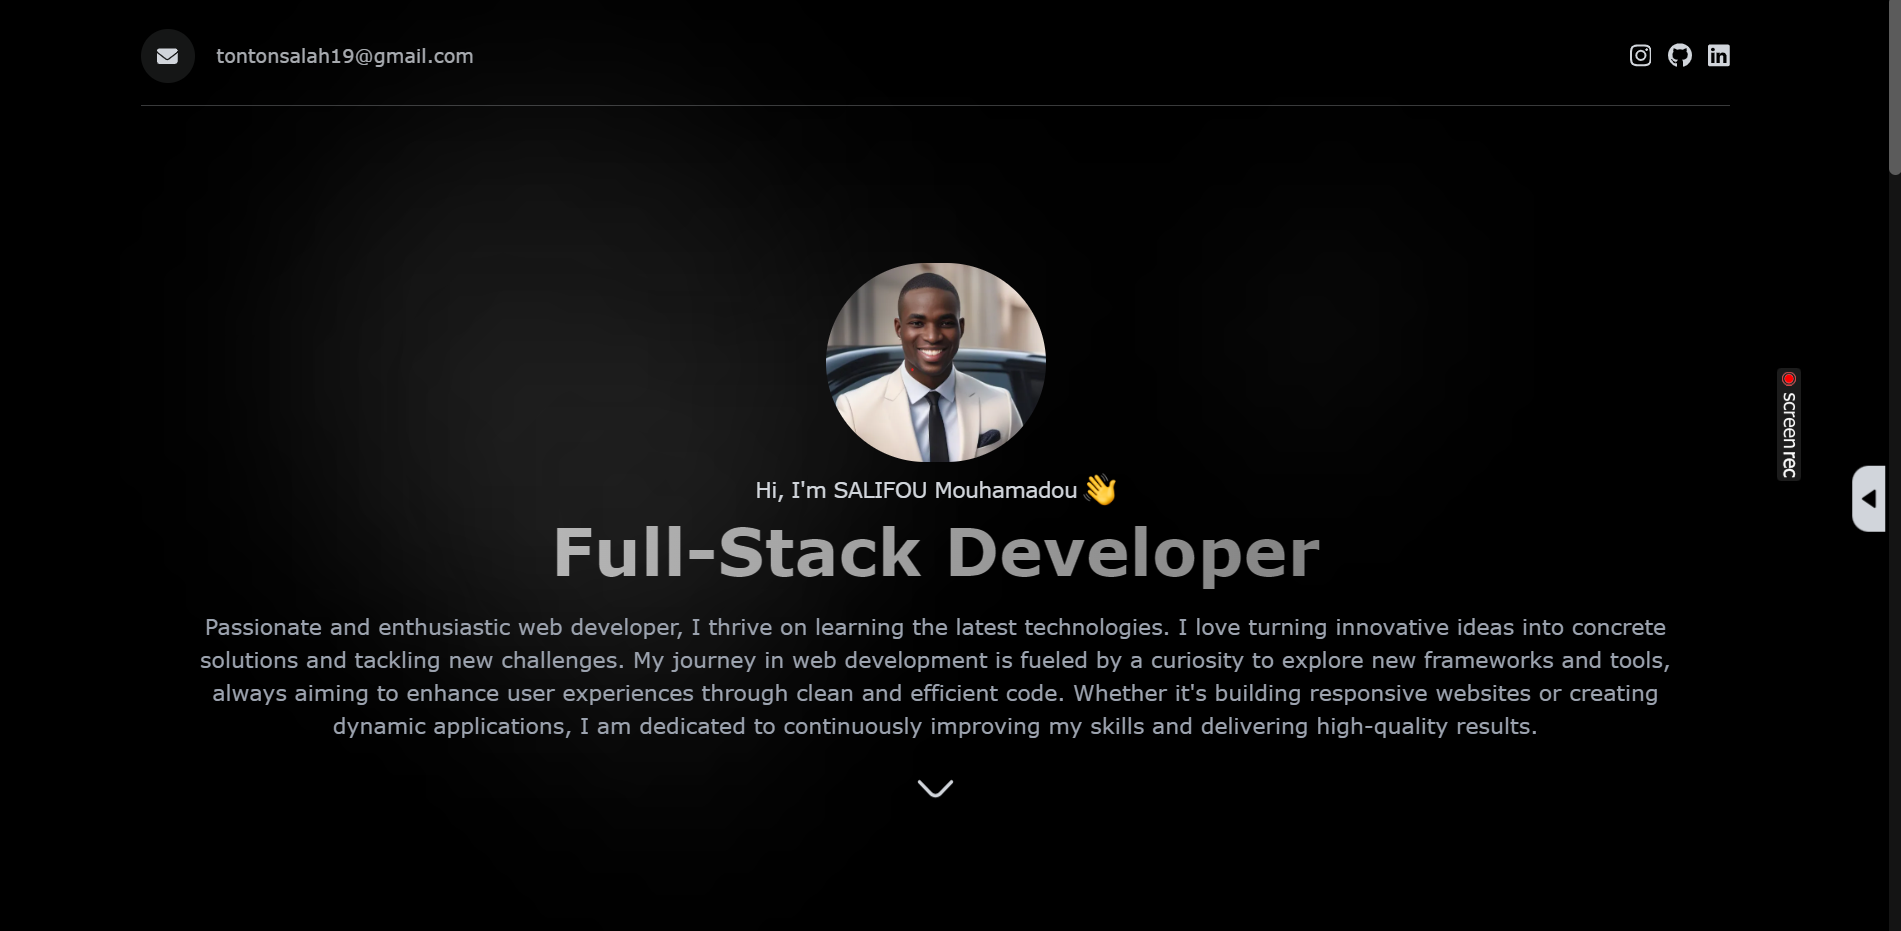 tontonsalah19@gmail.com
Hi, I'm SALIFOU Mouhamadou 👋
Full-Stack Developer
Passionate and enthusiastic web developer, I thrive on learning the latest technologies. I love turning innovative ideas into concrete
solutions and tackling new challenges. My journey in web development is fueled by a curiosity to explore new frameworks and tools,
always aiming to enhance user experiences through clean and efficient code. Whether it's building responsive websites or creating
dynamic applications, I am dedicated to continuously improving my skills and delivering high-quality results.
screenrec